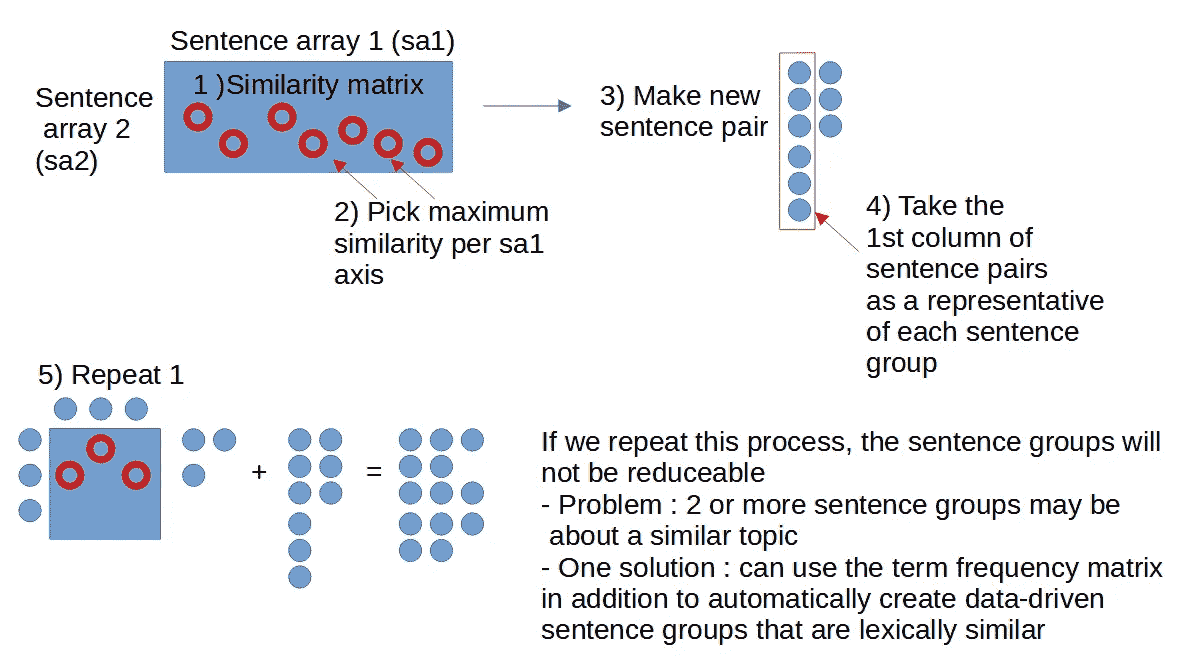 Sentence array 1 (sa1)
1 )Similarity matrix
Sentence
array 2
(sa2)
2) Pick maximum
similarity per sa1
axis
3) Make new
sentence pair
4) Take the
1st column of
sentence pairs
as a representative
of each sentence
group
5) Repeat 1
+
=
If we repeat this process, the sentence groups will
not be reduceable
- Problem : 2 or more sentence groups may be
about a similar topic
- One solution : can use the term frequency matrix
in addition to automatically create data-driven
sentence groups that are lexically similar